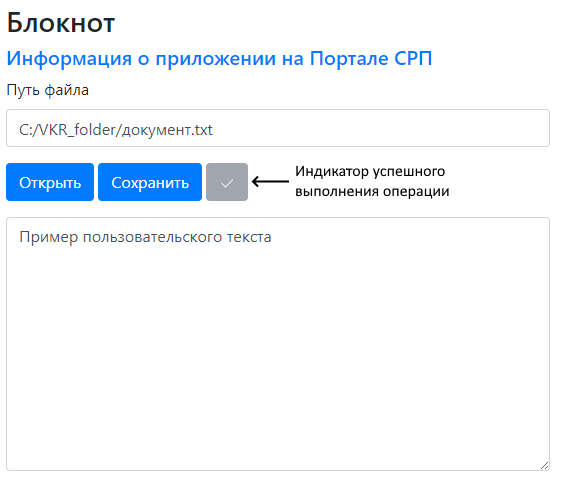 Блокнот
Информация о приложении на Портале СРП
Путь файла
C:/VKR_folder/документ.txt
Открыть Сохранить
Индикатор успешного
выполнения операции
Пример пользовательского текста